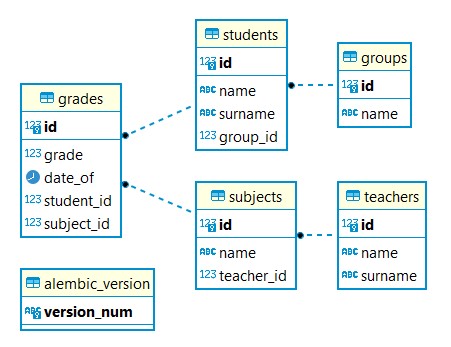 students
123 id
ABC name
ABC surname
123 group_id
groups
123 id
ABC name
grades
123 id
123 grade
date_of
123 student_id
123 subject_id
subjects
123 id
ABC name
123 teacher_id
teachers
123 id
ABC name
ABC surname
alembic_version
ABC version_num